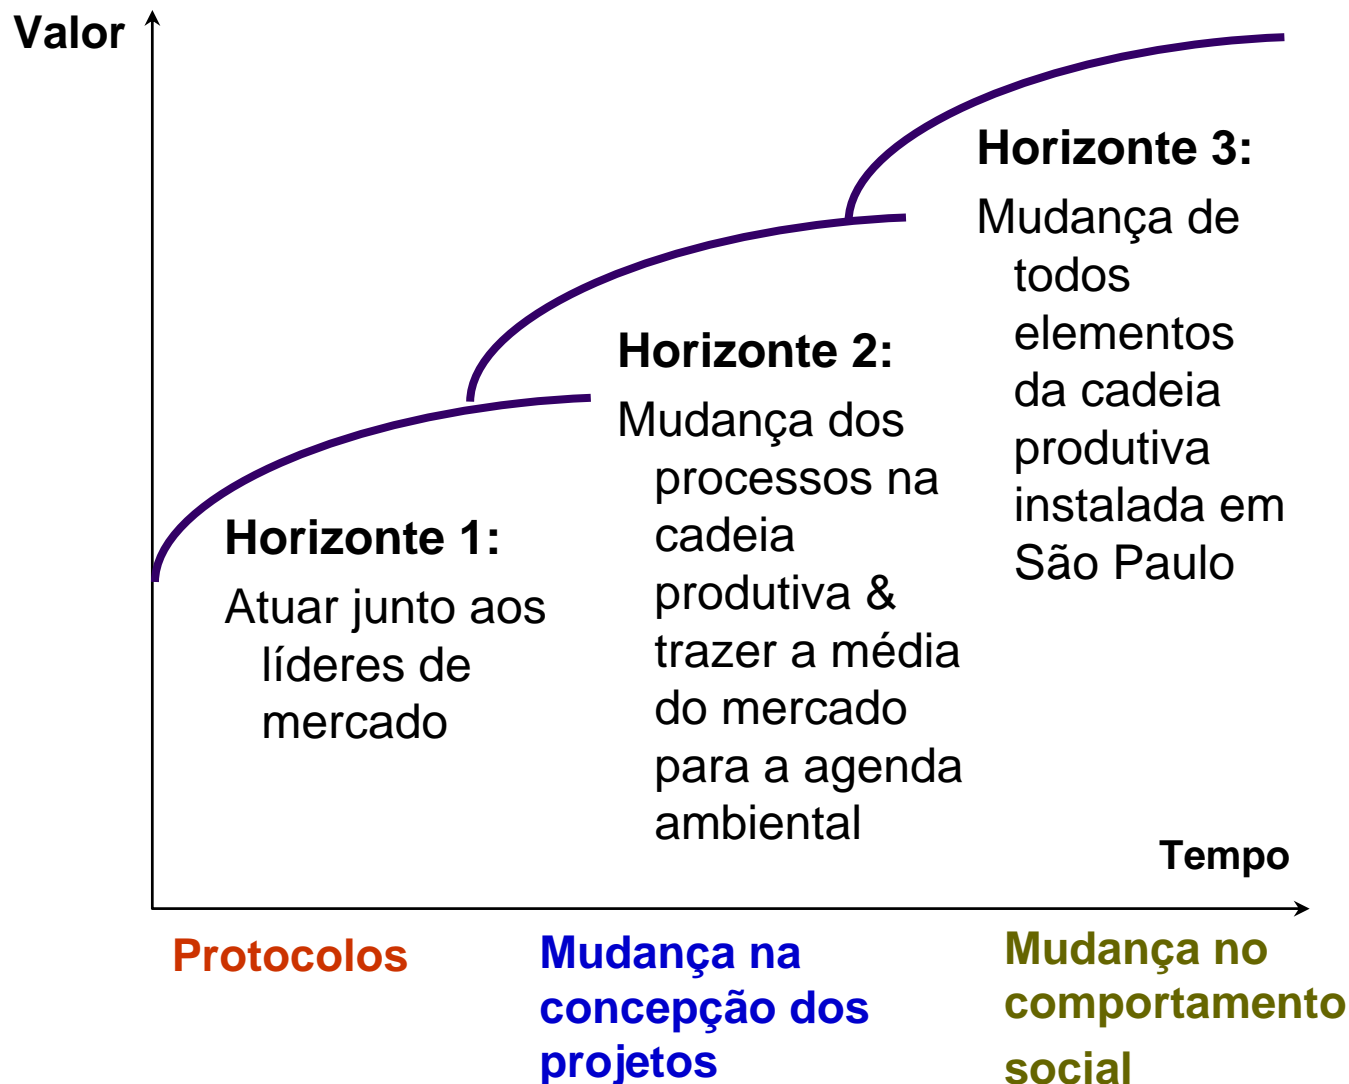 Valor
Horizonte 3:
Mudança de
todos
elementos
da cadeia
produtiva
instalada em
São Paulo
Horizonte 2:
Mudança dos
processos na
cadeia
produtiva &
trazer a média
do mercado
para a agenda
ambiental
Horizonte 1:
Atuar junto aos
líderes de
mercado
Tempo
Protocolos
Mudança na
concepção dos
projetos
Mudança no
comportamento
social